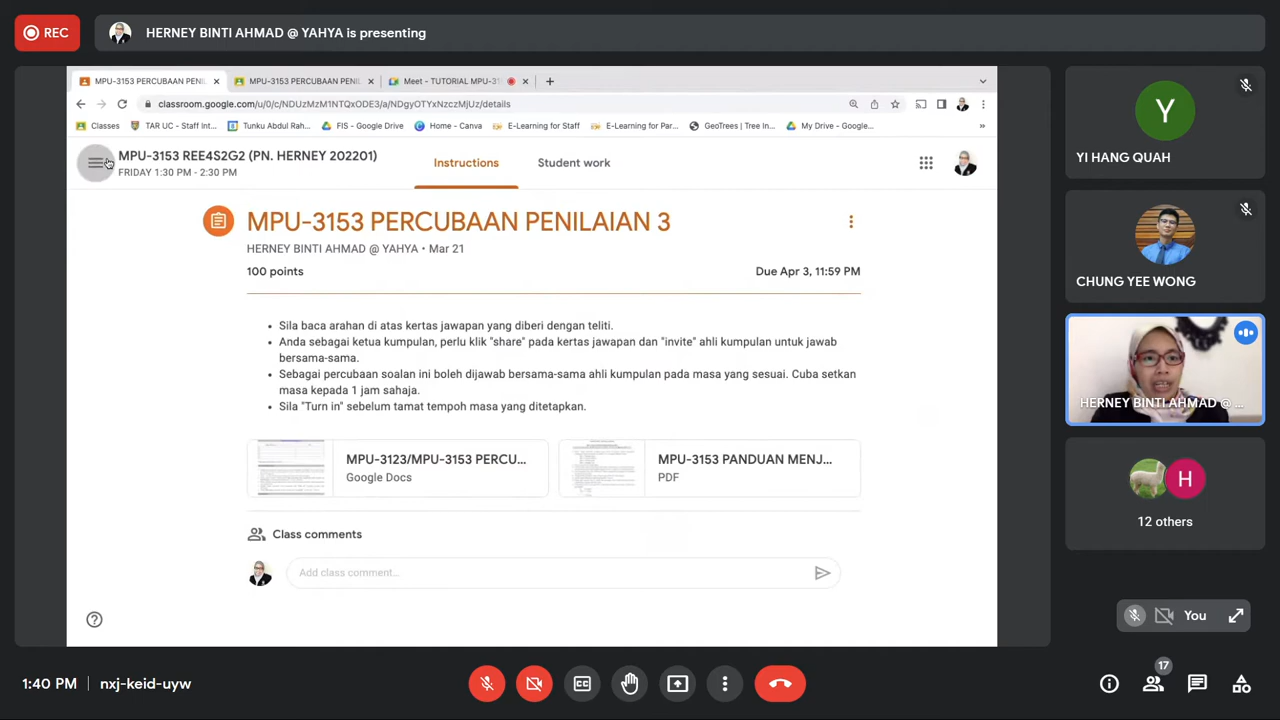 REC
HERNEY BINTI AHMAD @ YAHYA is presenting
MPU-3153 PERCUBAAN PENIL
MPU-3153 PERCUBAAN PENIL
Meet - TUTORIAL MPU-31
classroom.google.com/u/0/c/NDUzMzM1NTQxODE3/a/NDgyOTYxNzczMjUz/details
Classes
TAR UC - Staff Int...
Tunku Abdul Rah...
FIS - Google Drive
Home - Canva
E-Learning for Staff
E-Learning for Par...
GeoTrees | Tree In...
My Drive - Google...
MPU-3153 REE4S2G2 (PN. HERNEY 202201)
FRIDAY 1:30 PM - 2:30 PM
Instructions
Student work
MPU-3153 PERCUBAAN PENILAIAN 3
HERNEY BINTI AHMAD @ YAHYA • Mar 21
100 points
Due Apr 3, 11:59 PM
• Sila baca arahan di atas kertas jawapan yang diberi dengan teliti.
• Anda sebagai ketua kumpulan, perlu klik "share" pada kertas jawapan dan "invite" ahli kumpulan untuk jawab
bersama-sama.
• Sebagai percubaan soalan ini boleh dijawab bersama-sama ahli kumpulan pada masa yang sesuai. Cuba setkan
masa kepada 1 jam sahaja.
• Sila "Turn in" sebelum tamat tempoh masa yang ditetapkan.
MPU-3123/MPU-3153 PERCU...
Google Docs
MPU-3153 PANDUAN MENJ...
PDF
Class comments
Add class comment...
YI HANG QUAH
CHUNG YEE WONG
HERNEY BINTI AHMAD @ ...
H
Y
12 others
You
1:40 PM
nxj-keid-uyw
CC
17